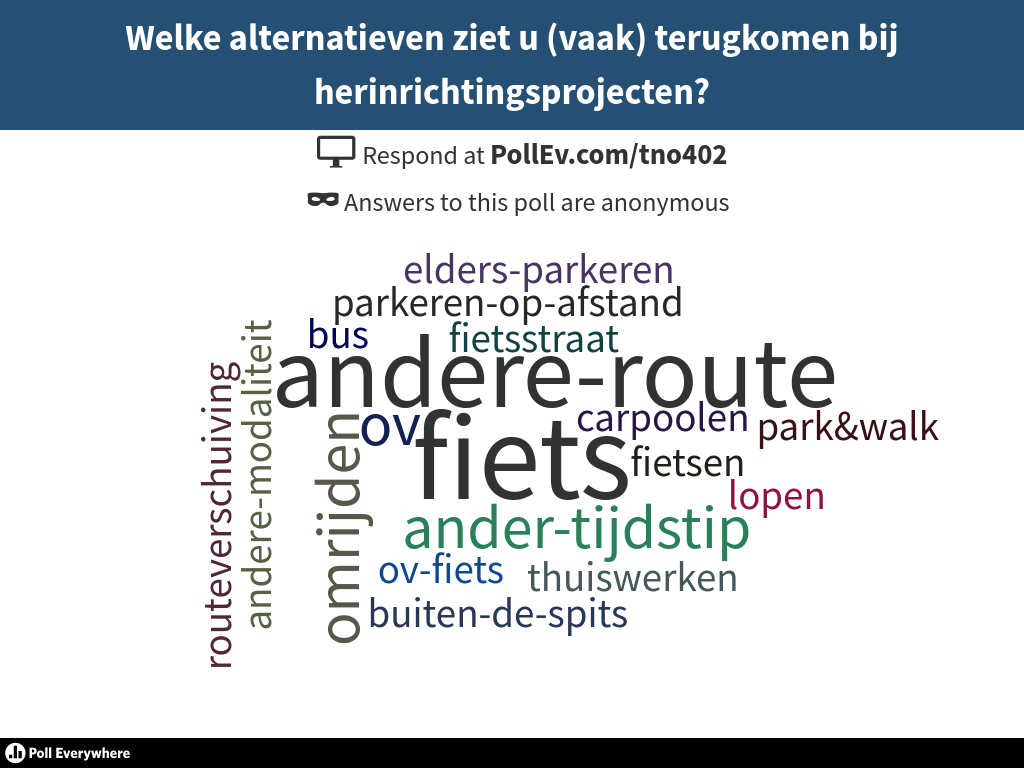 Welke alternatieven ziet u (vaak) terugkomen bij
herinrichtingsprojecten?
Respond at PollEv.com/tno402
Answers to this poll are anonymous
elders-parkeren
parkeren-op-afstand
bus
fietsstraat
andere-route
routeverschuiving
andere-modaliteit
omrijden
ov
fiets
carpoolen
park&walk
fietsen
lopen
ander-tijdstip
ov-fiets
thuiswerken
buiten-de-spits
Poll Everywhere